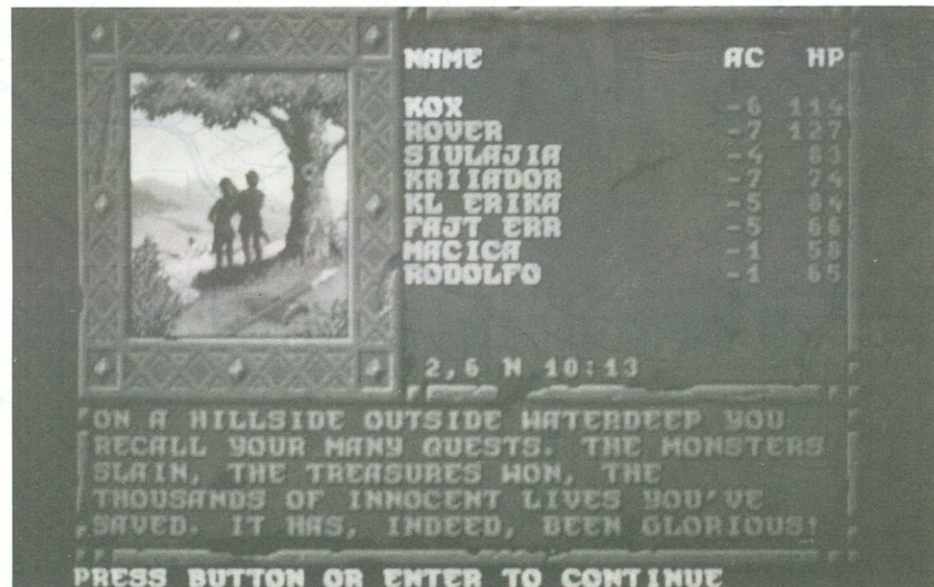 NAME AC HP
KOX -6 114
ROVER -7 127
SIULAJIA -4 83
KRIIADOR -7 74
KL ERIKA -5 84
FAJT ERR -5 66
MACICA -1 58
RODOLFO -1 65
2,6 N 10:13
ON A HILLSIDE OUTSIDE WATERDEEP YOU
RECALL YOUR MANY QUESTS. THE MONSTERS
SLAIN, THE TREASURES WON, THE
THOUSANDS OF INNOCENT LIVES YOU'VE
SAVED. IT HAS, INDEED, BEEN GLORIOUS!
PRESS BUTTON OR ENTER TO CONTINUE